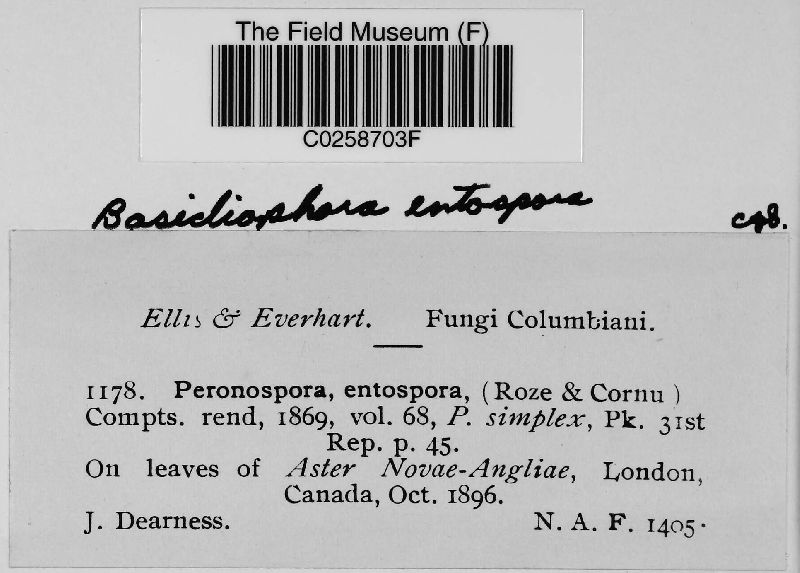 The Field Museum (F)
C0258703F
Basidiophora entospora
Ellis & Everhart. Fungi Columbiani.
1178. Peronospora, entospora, (Roze & Cornu )
Compts. rend, 1869, vol. 68, P. simplex, Pk. 31st
Rep. p. 45.
On leaves of Aster Novae-Angliae, London,
Canada, Oct. 1896.
J. Dearness. N. A. F. 1405.